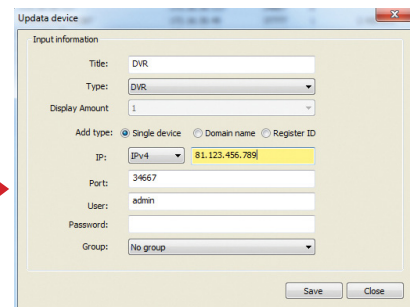 Updata device
Input information
Title: DVR
Type: DVR
Display Amount 1
Add type: Single device Domain name Register ID
IP: IPv4 81.123.456.789
Port: 34667
User: admin
Password:
Group: No group
Save Close